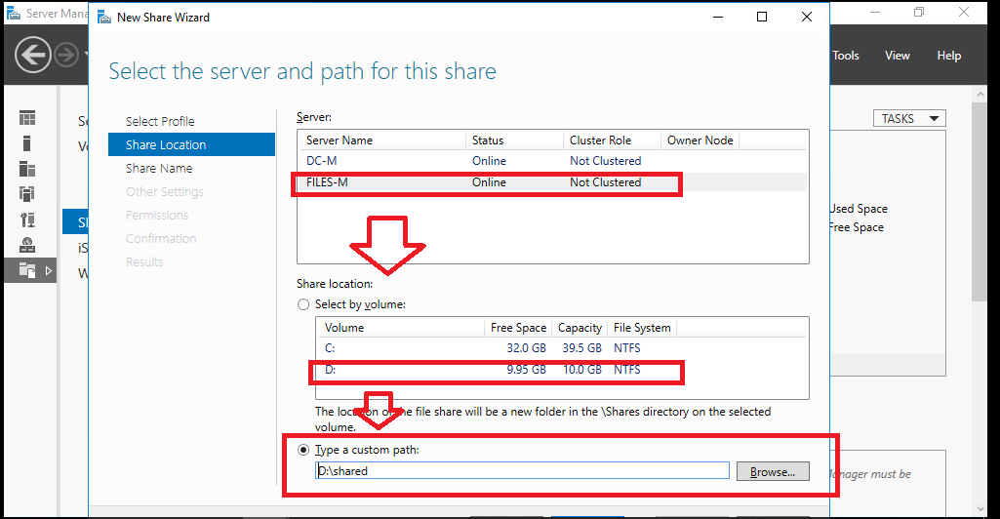 Server Mana
New Share Wizard
Tools View Help
Select the server and path for this share
TASKS
Select Profile
Share Location
Share Name
Other Settings
Permissions
Confirmation
Results
Server:
Server Name Status Cluster Role Owner Node
DC-M Online Not Clustered
FILES-M Online Not Clustered
Used Space
Free Space
Share location:
Select by volume:
Volume Free Space Capacity File System
C: 32.0 GB 39.5 GB NTFS
D: 9.95 GB 10.0 GB NTFS
The location of the file share will be a new folder in the \Shares directory on the selected
volume.
Type a custom path:
D:\shared
Browse...
anager must be